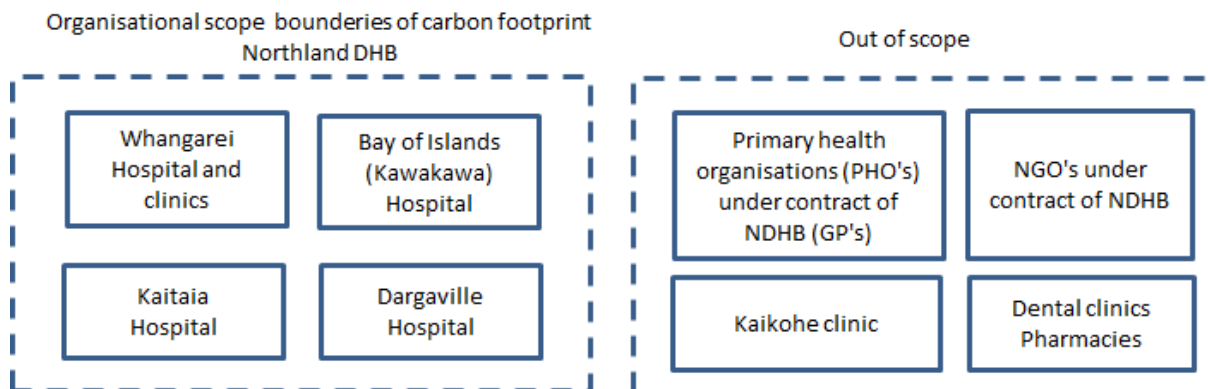 Organisational scope bounderies of carbon footprint
Northland DHB
Whangarei
Hospital and
clinics
Bay of Islands
(Kawakawa)
Hospital
Kaitaia
Hospital
Dargaville
Hospital
Out of scope
Primary health
organisations (PHO's)
under contract of
NDHB (GP's)
NGO's under
contract of NDHB
Kaikohe clinic
Dental clinics
Pharmacies